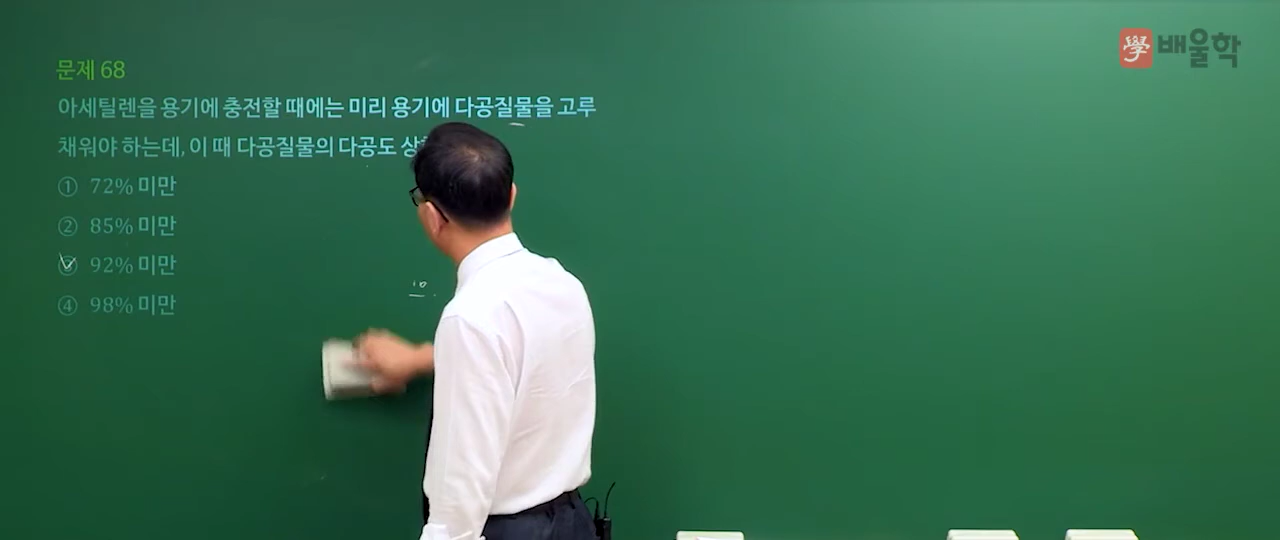 學 배울학
문제 68
아세틸렌을 용기에 충전할 때에는 미리 용기에 다공질물을 고루
채워야 하는데, 이 때 다공질물의 다공도 상
① 72% 미만
② 85% 미만
③ 92% 미만
④ 98% 미만